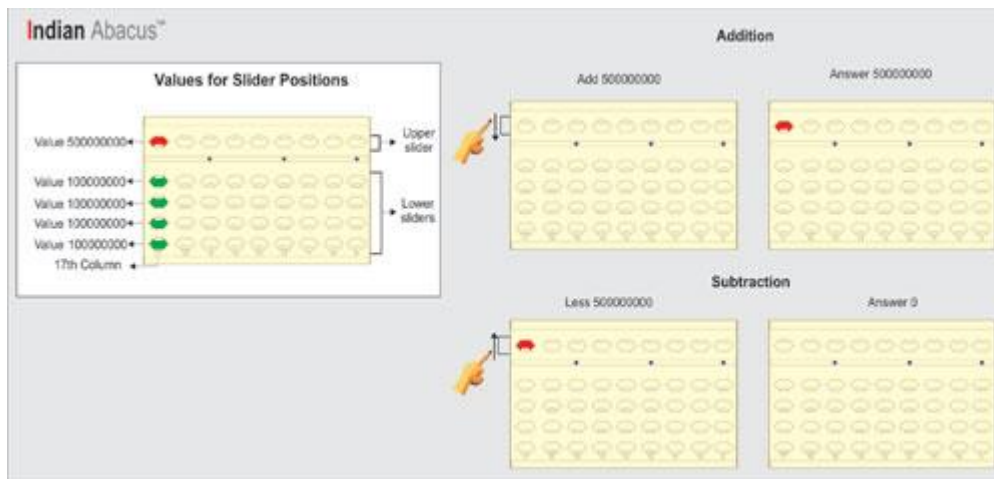 Indian Abacus™
Values for Slider Positions
Value 500000000
Upper slider
Value 100000000
Value 100000000
Value 100000000
Value 100000000
Lower sliders
17th Column
Addition
Add 500000000
Answer 500000000
Subtraction
Less 500000000
Answer 0